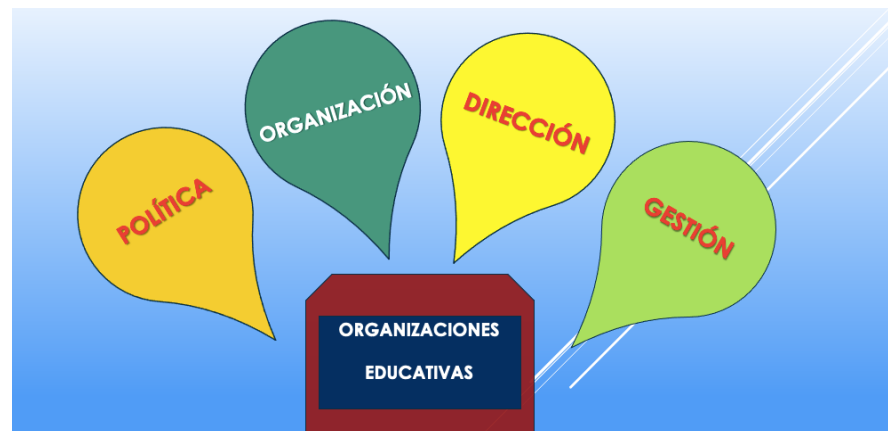 POLÍTICA
ORGANIZACIÓN
DIRECCIÓN
GESTIÓN
ORGANIZACIONES
EDUCATIVAS